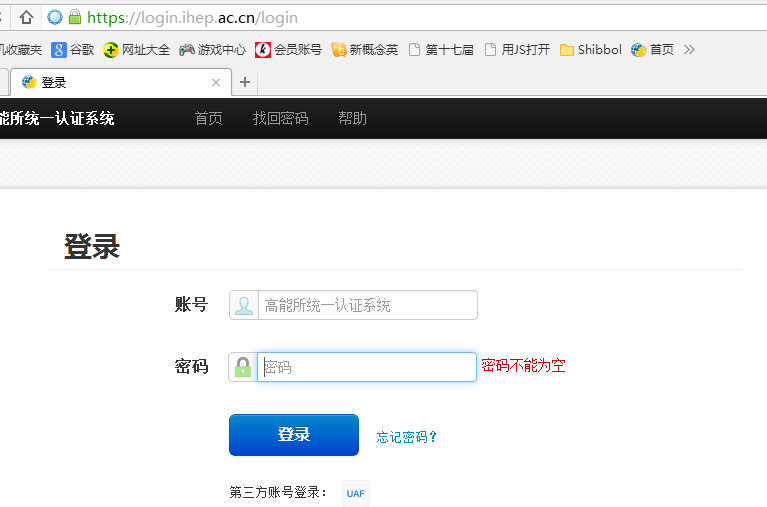 https://login.ihep.ac.cn/login
机收藏夹 谷歌 网址大全 游戏中心 会员账号 新概念英 第十七届 用JS打开 Shibbol 首页
登录
能所统一认证系统 首页 找回密码 帮助
登录
账号 高能所统一认证系统
密码 密码 密码不能为空
登录 忘记密码?
第三方账号登录: UAF